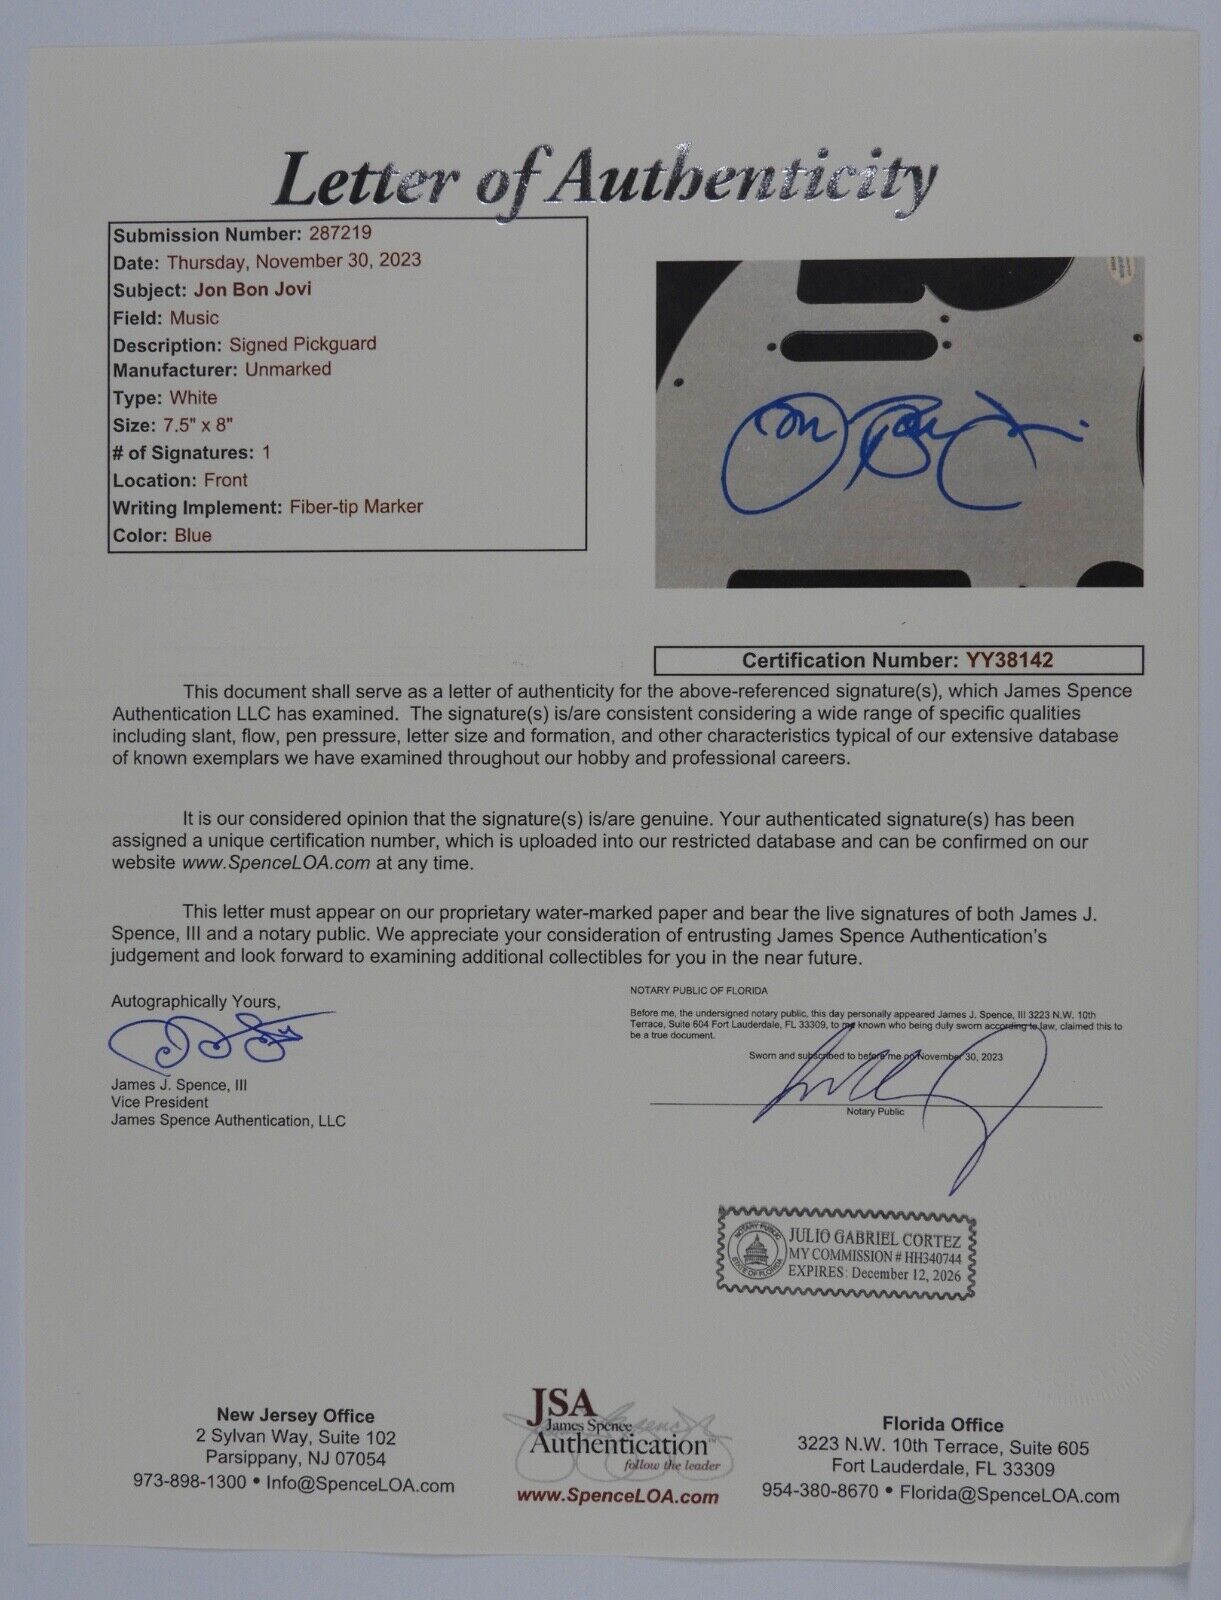 Letter of Authenticity
Submission Number: 287219
Date: Thursday, November 30, 2023
Subject: Jon Bon Jovi
Field: Music
Description: Signed Pickguard
Manufacturer: Unmarked
Type: White
Size: 7.5" x 8"
# of Signatures: 1
Location: Front
Writing Implement: Fiber-tip Marker
Color: Blue
Certification Number: YY38142
This document shall serve as a letter of authenticity for the above-referenced signature(s), which James Spence
Authentication LLC has examined. The signature(s) is/are consistent considering a wide range of specific qualities
including slant, flow, pen pressure, letter size and formation, and other characteristics typical of our extensive database
of known exemplars we have examined throughout our hobby and professional careers.
It is our considered opinion that the signature(s) is/are genuine. Your authenticated signature(s) has been
assigned a unique certification number, which is uploaded into our restricted database and can be confirmed on our
website www.SpenceLOA.com at any time.
This letter must appear on our proprietary water-marked paper and bear the live signatures of both James J.
Spence, III and a notary public. We appreciate your consideration of entrusting James Spence Authentication's
judgement and look forward to examining additional collectibles for you in the near future.
Autographically Yours,
James J. Spence, III
Vice President
James Spence Authentication, LLC
NOTARY PUBLIC OF FLORIDA
Before me, the undersigned notary public, this day personally appeared James J. Spence, III 3223 N.W. 10th
Terrace, Suite 604 Fort Lauderdale, FL 33309, to me known who being duly sworn according to law, claimed this to
be a true document.
Sworn and subscribed to before me on November 30, 2023
Notary Public
NOTARY PUBLIC
STATE OF FLORIDA
JULIO GABRIEL CORTEZ
MY COMMISSION # HH340744
EXPIRES: December 12, 2026
New Jersey Office
2 Sylvan Way, Suite 102
Parsippany, NJ 07054
973-898-1300 • Info@SpenceLOA.com
JSA
James Spence
Authentication™
follow the leader
www.SpenceLOA.com
Florida Office
3223 N.W. 10th Terrace, Suite 605
Fort Lauderdale, FL 33309
954-380-8670 • Florida@SpenceLOA.com